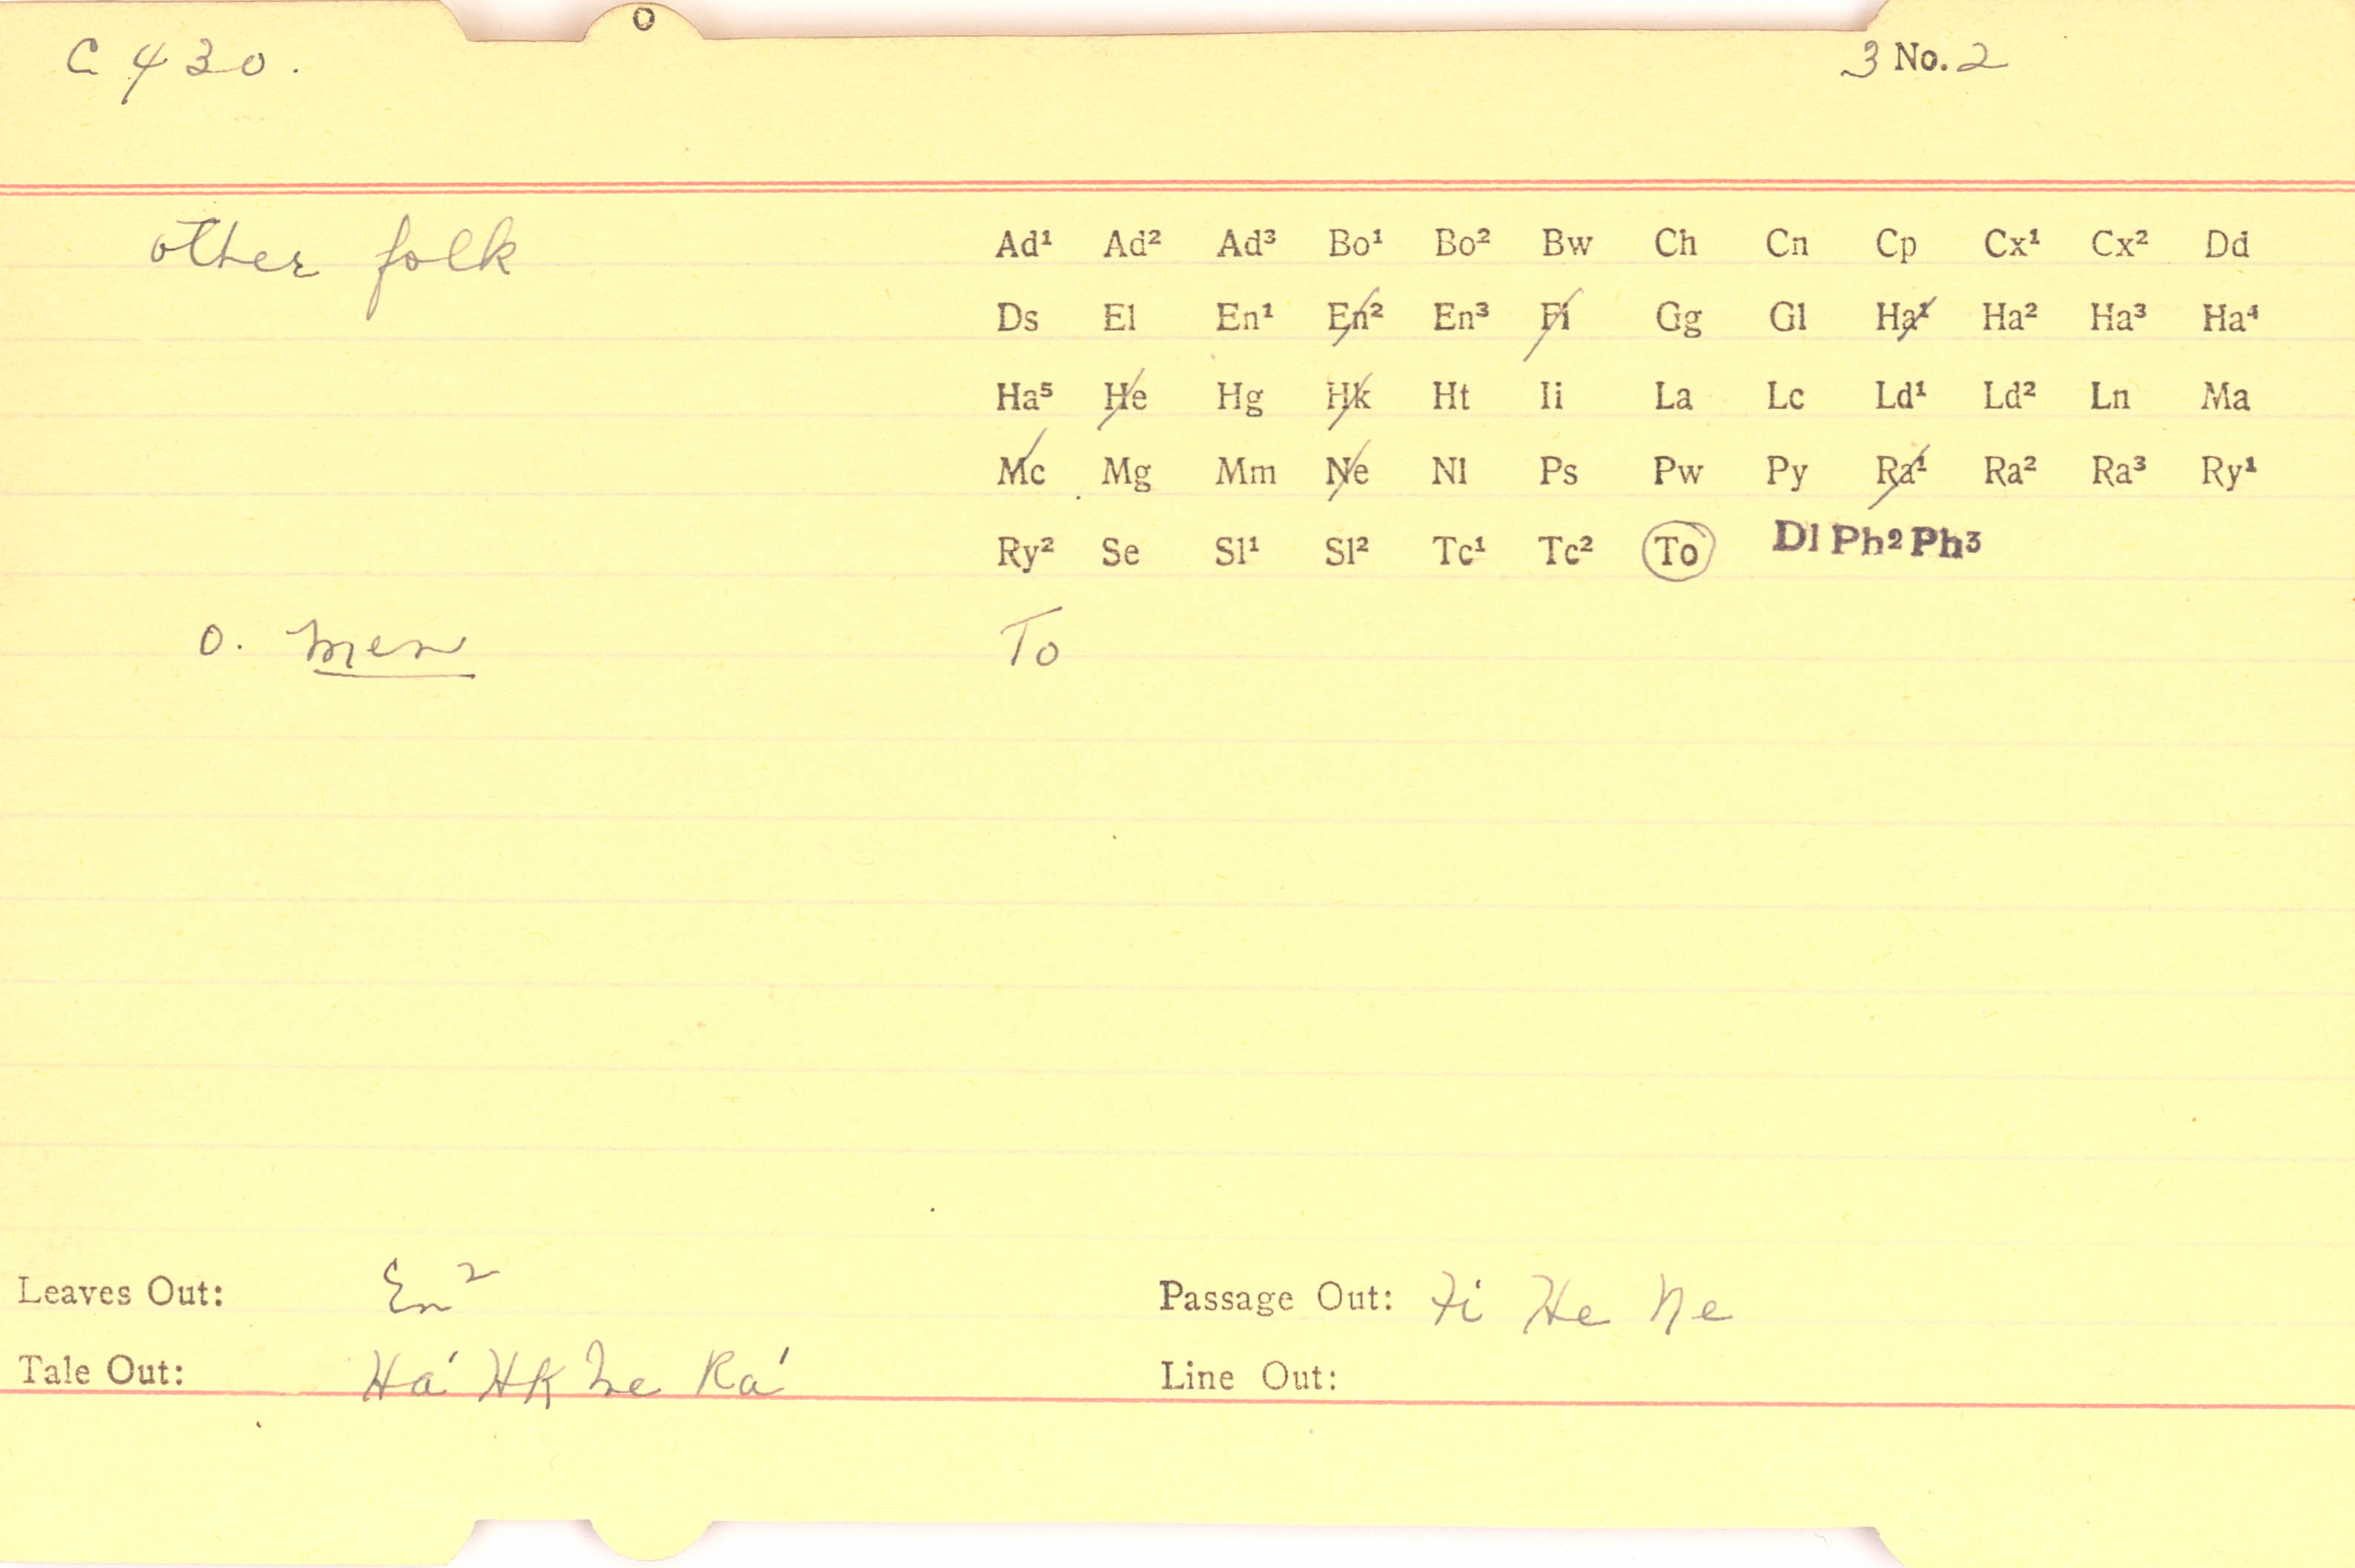 O
C 430.
3 No. 2
other folk
Ad¹ Ad² Ad³ Bo¹ Bo² Bw Ch Cn Cp Cx¹ Cx² Dd
Ds El En¹ En² En³ Fi Gg Gl Ha¹ Ha² Ha³ Ha⁴
Ha⁵ He Hg Hk Ht Ii La Lc Ld¹ Ld² Ln Ma
Mc Mg Mm Ne Nl Ps Pw Py Ra¹ Ra² Ra³ Ry¹
Ry² Se Sl¹ Sl² Tc¹ Tc² To Dl Ph² Ph³
o. men To
Leaves Out: En² Passage Out: Fi He Ne
Tale Out: Ha¹ Hk Ra¹ Line Out: